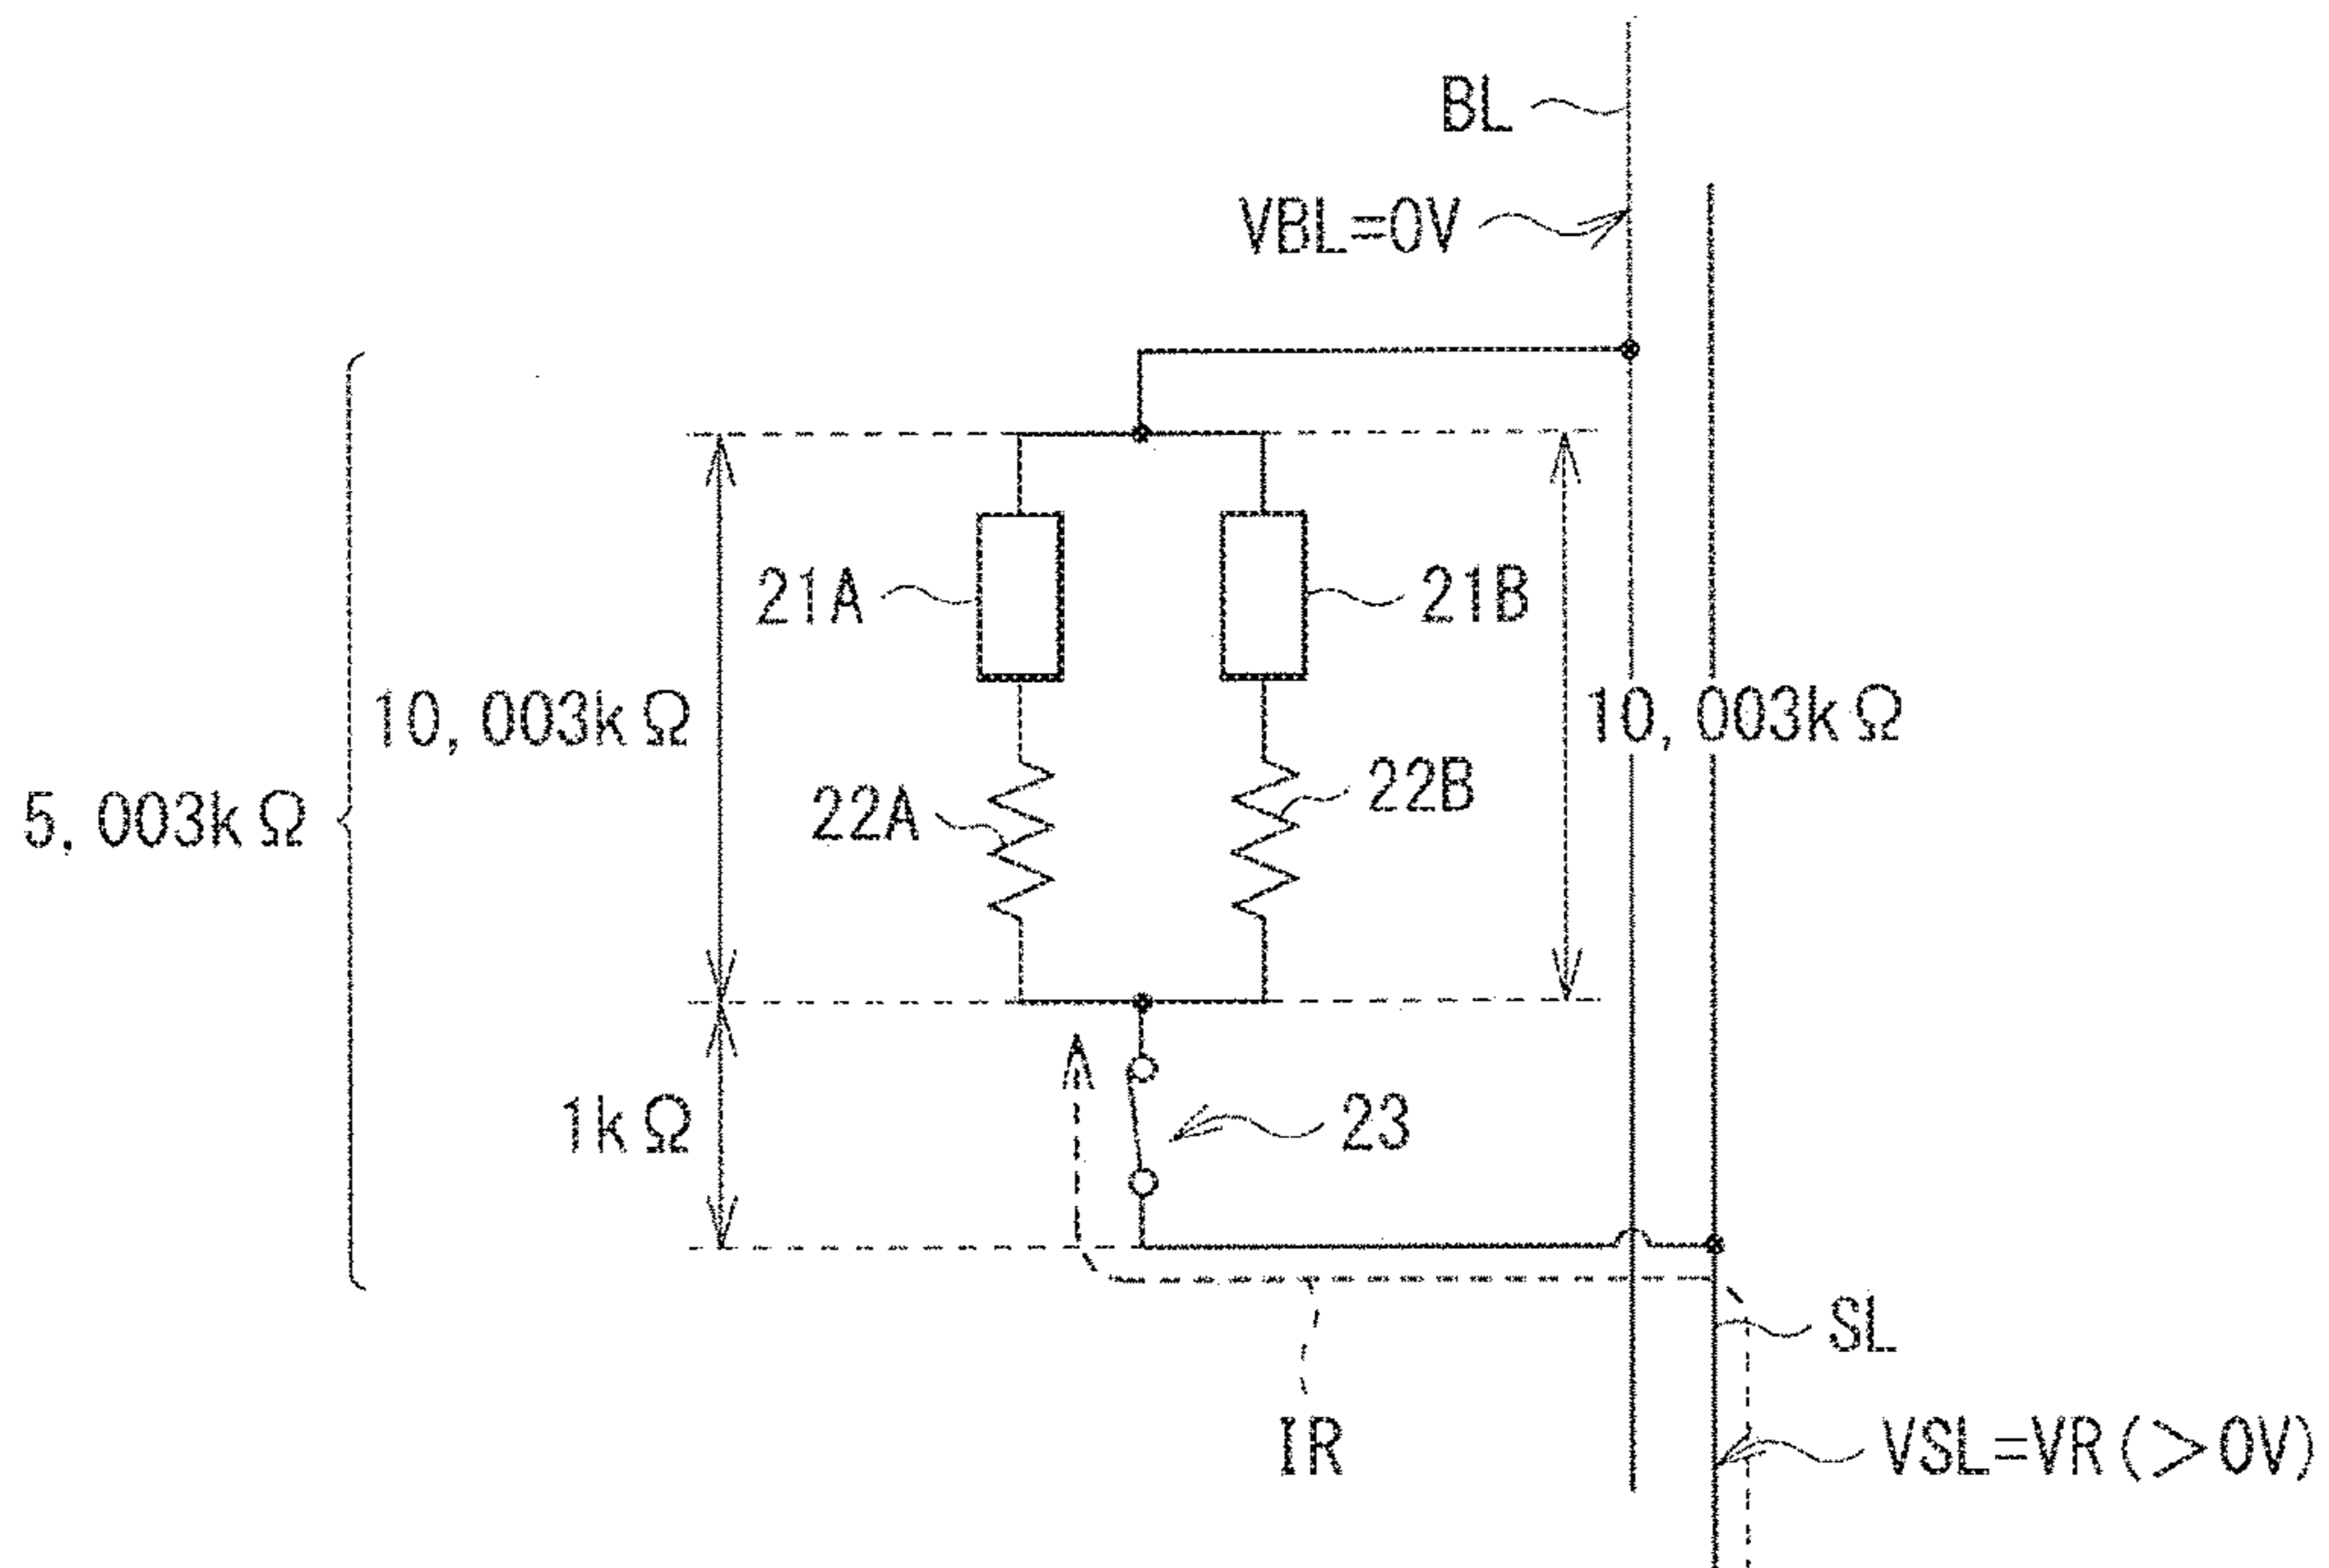 BL
VBL=0V
21A
21B
10,003kΩ
10,003kΩ
22A
22B
5,003kΩ
1kΩ
23
SL
IR
VSL=VR(>0V)